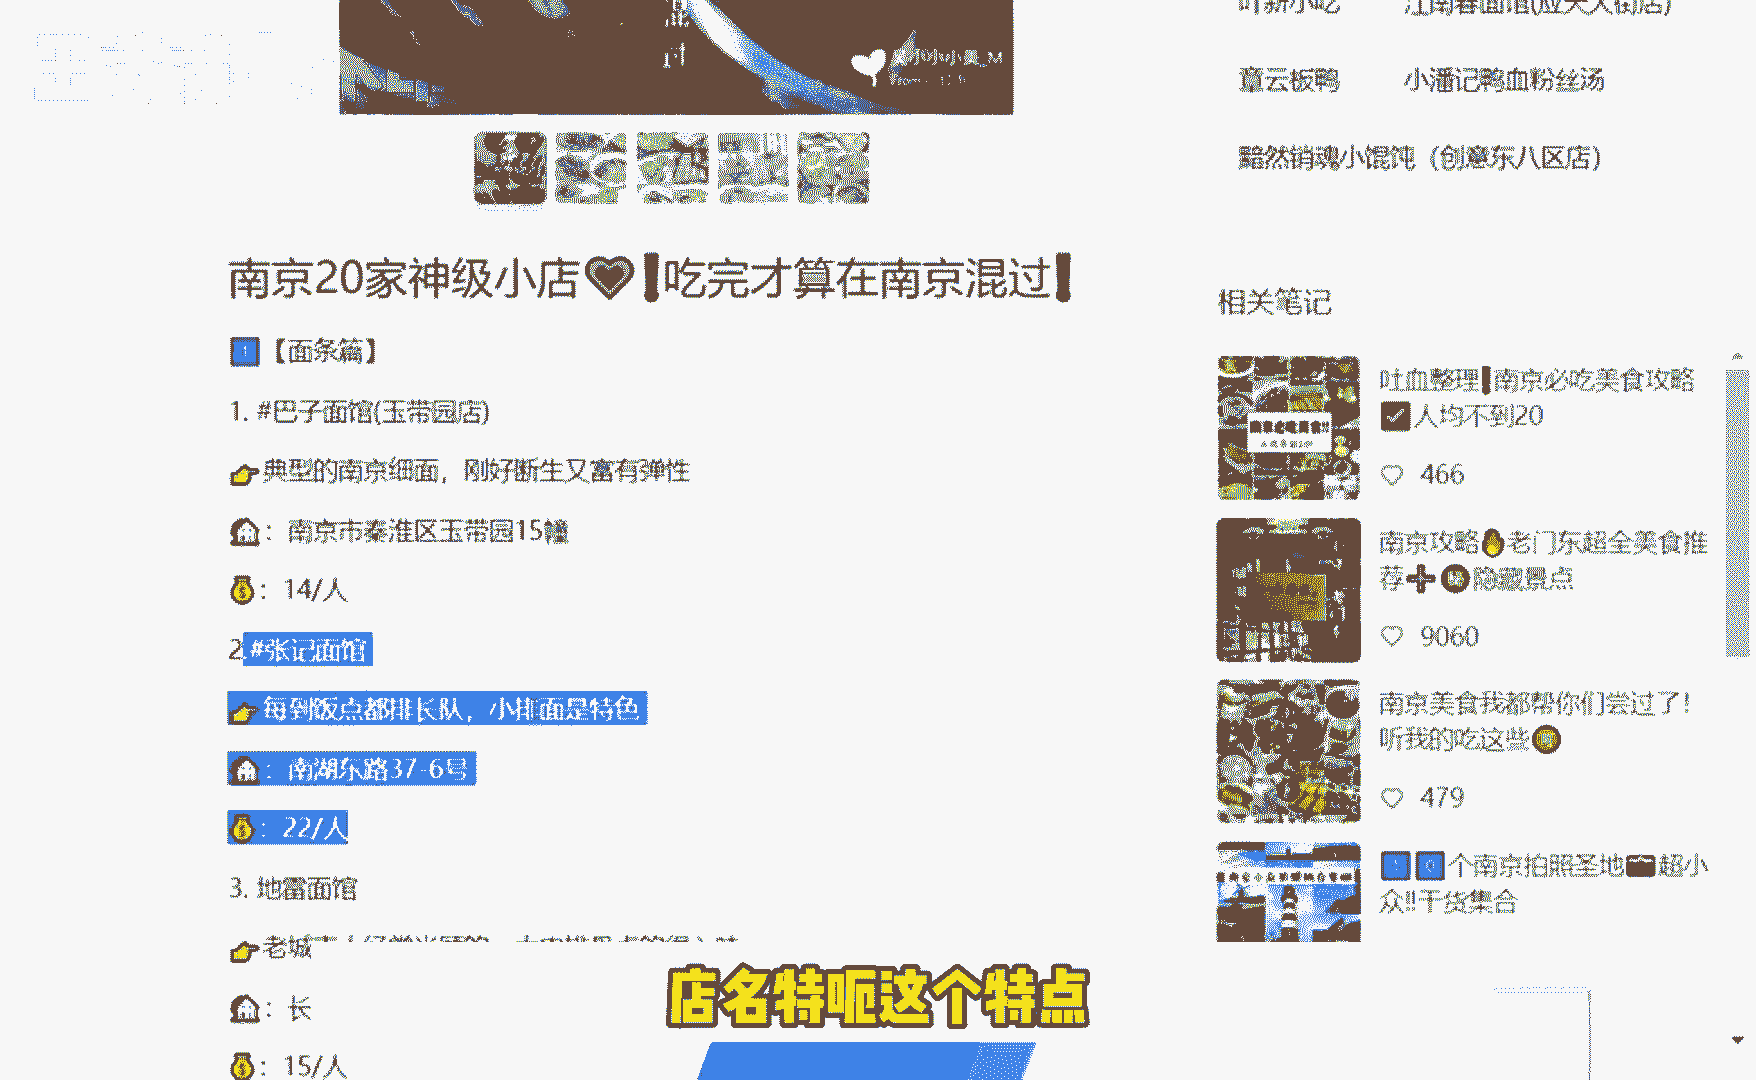 叶新小吃 江南春面馆(应天大街店)
章云板鸭 小潘记鸭血粉丝汤
黯然销魂小馄饨（创意东八区店）
南京20家神级小店❤️❗吃完才算在南京混过❗
相关笔记
1【面条篇】
1. #巴子面馆(玉带园店)
👉典型的南京细面，刚好断生又富有弹性
🏠：南京市秦淮区玉带园15幢
💰：14/人
2.#张记面馆
👉每到饭点都排长队，小排面是特色
🏠：南湖东路37-6号
💰：22/人
3. 地雷面馆
👉老城
🏠：长
💰：15/人
吐血整理❗南京必吃美食攻略
✔人均不到20
♡ 466
南京攻略🔥老门东超全美食推
荐➕隐藏景点
♡ 9060
南京美食我都帮你们尝过了！
听我的吃这些
♡ 479
个南京拍照圣地超小
众‼️干货集合
店名特呃这个特点